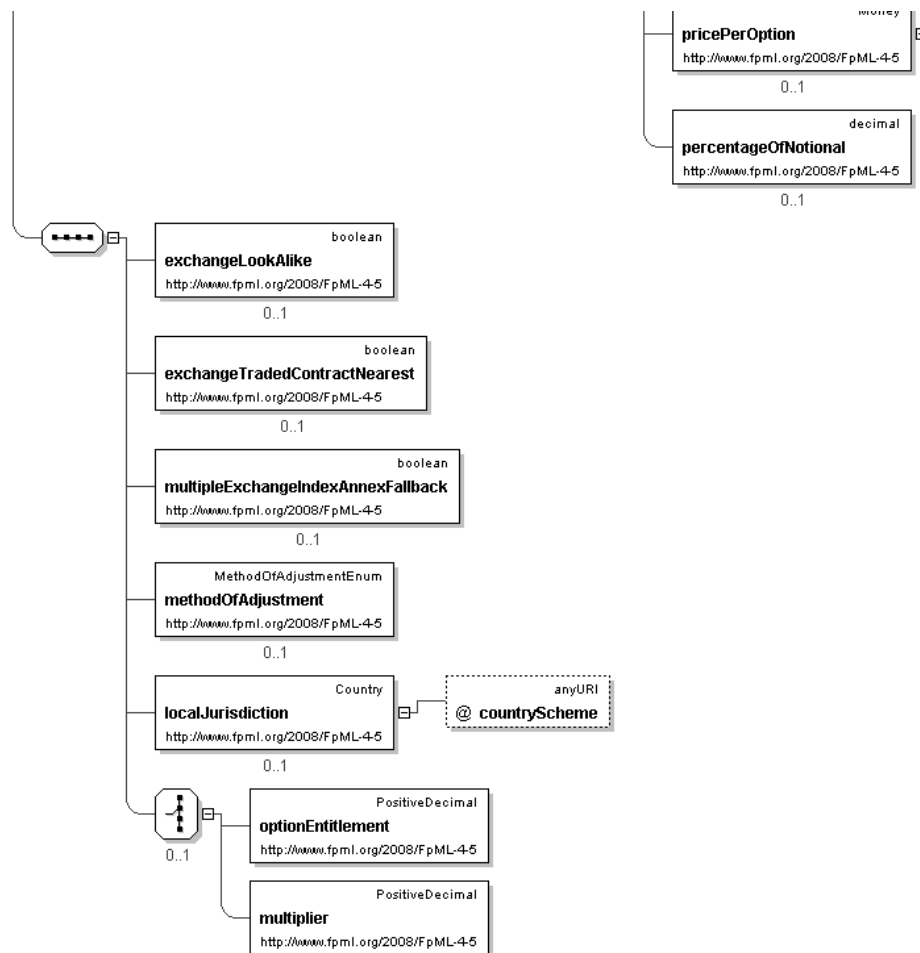 Money
pricePerOption
http://www.fpml.org/2008/FpML-4-5
0..1
decimal
percentageOfNotional
http://www.fpml.org/2008/FpML-4-5
0..1
boolean
exchangeLookAlike
http://www.fpml.org/2008/FpML-4-5
0..1
boolean
exchangeTradedContractNearest
http://www.fpml.org/2008/FpML-4-5
0..1
boolean
multipleExchangeIndexAnnexFallback
http://www.fpml.org/2008/FpML-4-5
0..1
MethodOfAdjustmentEnum
methodOfAdjustment
http://www.fpml.org/2008/FpML-4-5
0..1
Country
localJurisdiction
http://www.fpml.org/2008/FpML-4-5
0..1
anyURI
@ countryScheme
0..1
PositiveDecimal
optionEntitlement
http://www.fpml.org/2008/FpML-4-5
PositiveDecimal
multiplier
http://www.fpml.org/2008/FpML-4-5